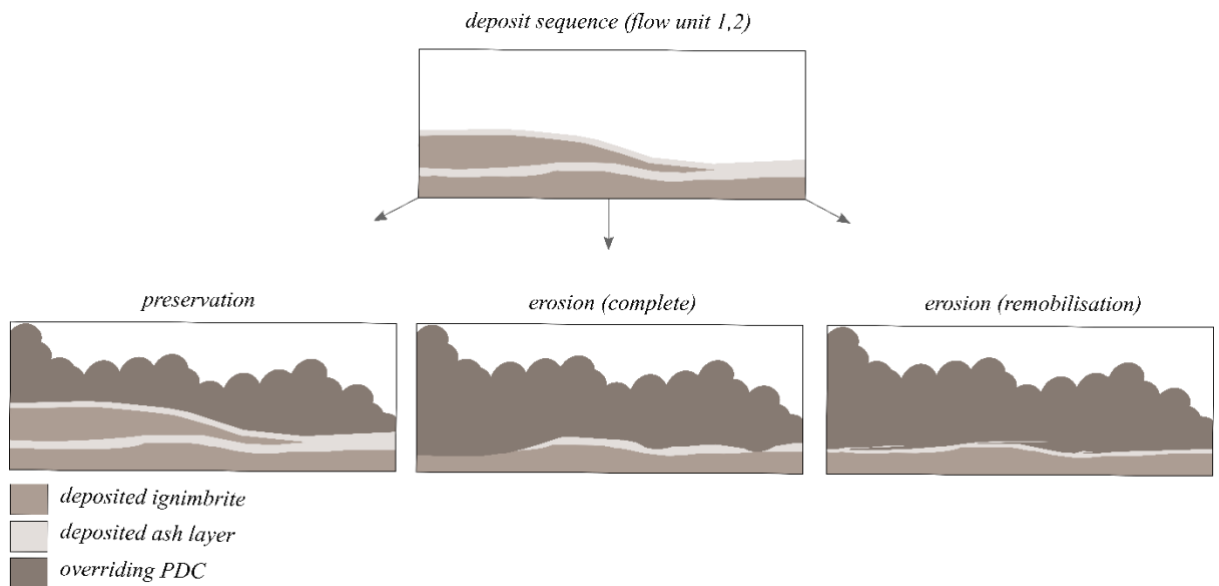 deposit sequence (flow unit 1,2)
preservation
erosion (complete)
erosion (remobilisation)
deposited ignimbrite
deposited ash layer
overriding PDC